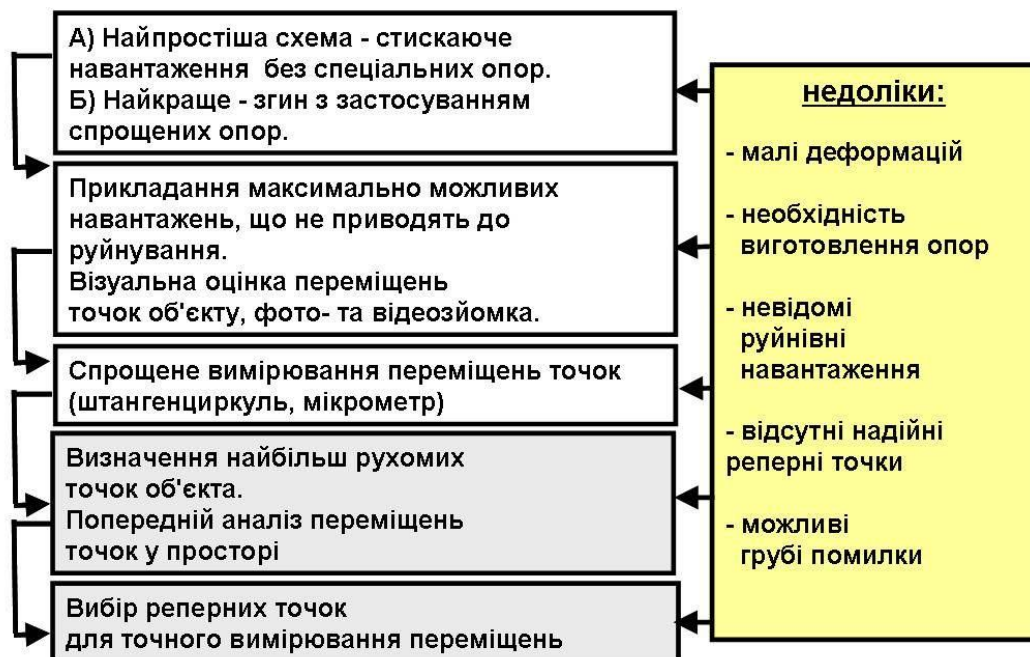 А) Найпростіша схема - стискаюче
навантаження без спеціальних опор.
Б) Найкраще - згин з застосуванням
спрощених опор.
Прикладання максимально можливих
навантажень, що не приводять до
руйнування.
Візуальна оцінка переміщень
точок об'єкту, фото- та відеозйомка.
Спрощене вимірювання переміщень точок
(штангенциркуль, мікрометр)
Визначення найбільш рухомих
точок об'єкта.
Попередній аналіз переміщень
точок у просторі
Вибір реперних точок
для точного вимірювання переміщень
недоліки:
- малі деформацій
- необхідність
виготовлення опор
- невідомі
руйнівні
навантаження
- відсутні надійні
реперні точки
- можливі
грубі помилки